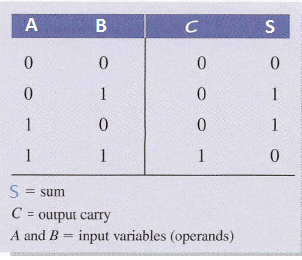 A B C S
0 0 0 0
0 1 0 1
1 0 0 1
1 1 1 0
S = sum
C = output carry
A and B = input variables (operands)